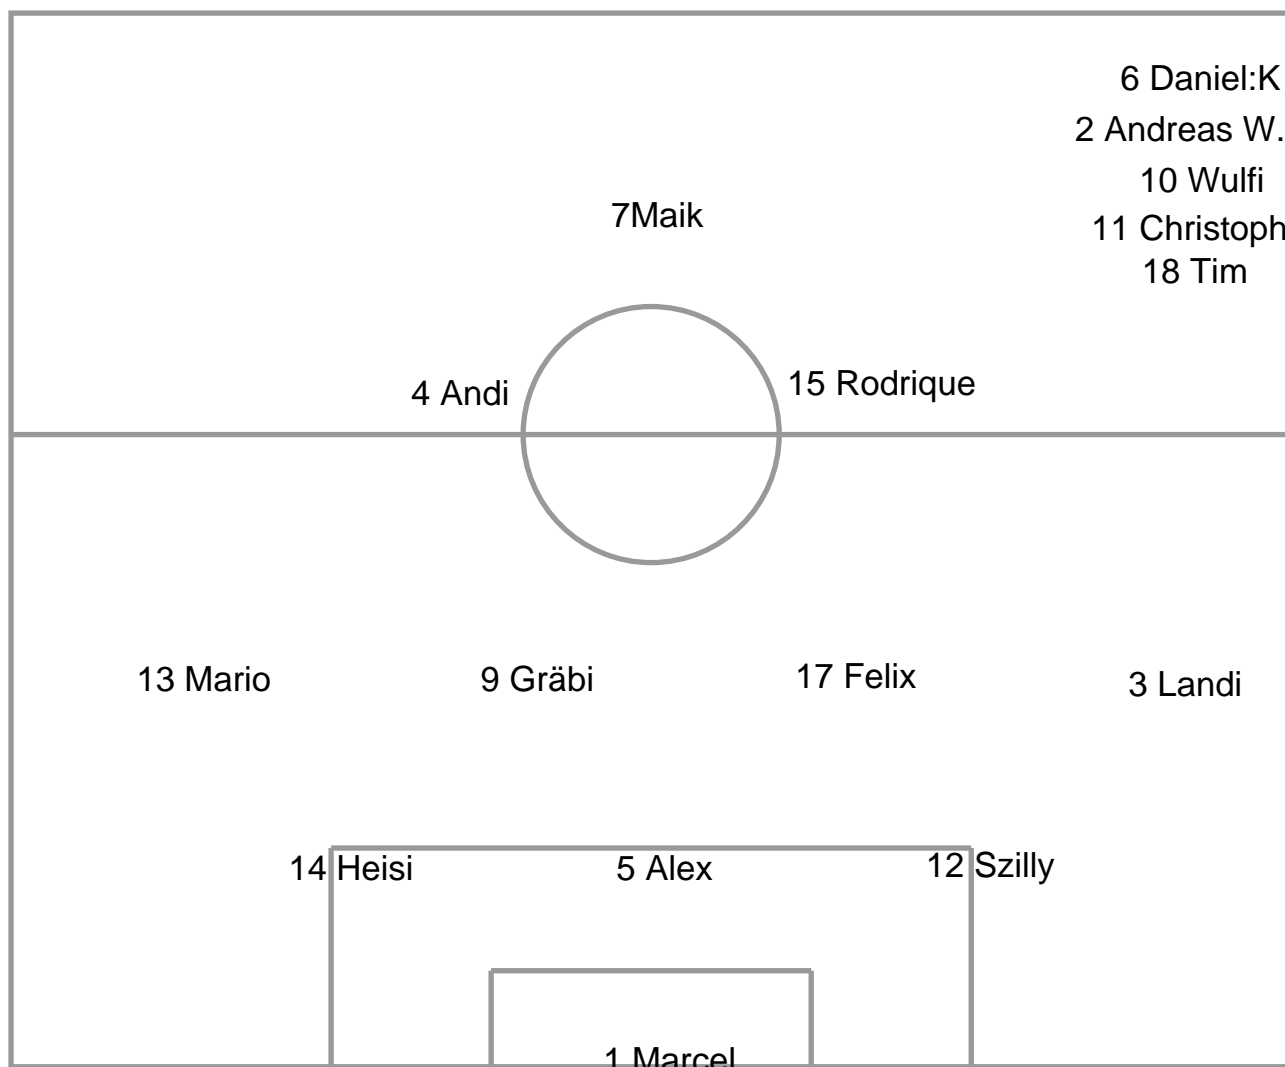 6 Daniel:K
2 Andreas W.
10 Wulfi
7Maik
11 Christoph
18 Tim
4 Andi
15 Rodrique
13 Mario
9 Gräbi
17 Felix
3 Landi
14 Heisi
5 Alex
12 Szilly
1 Marcel